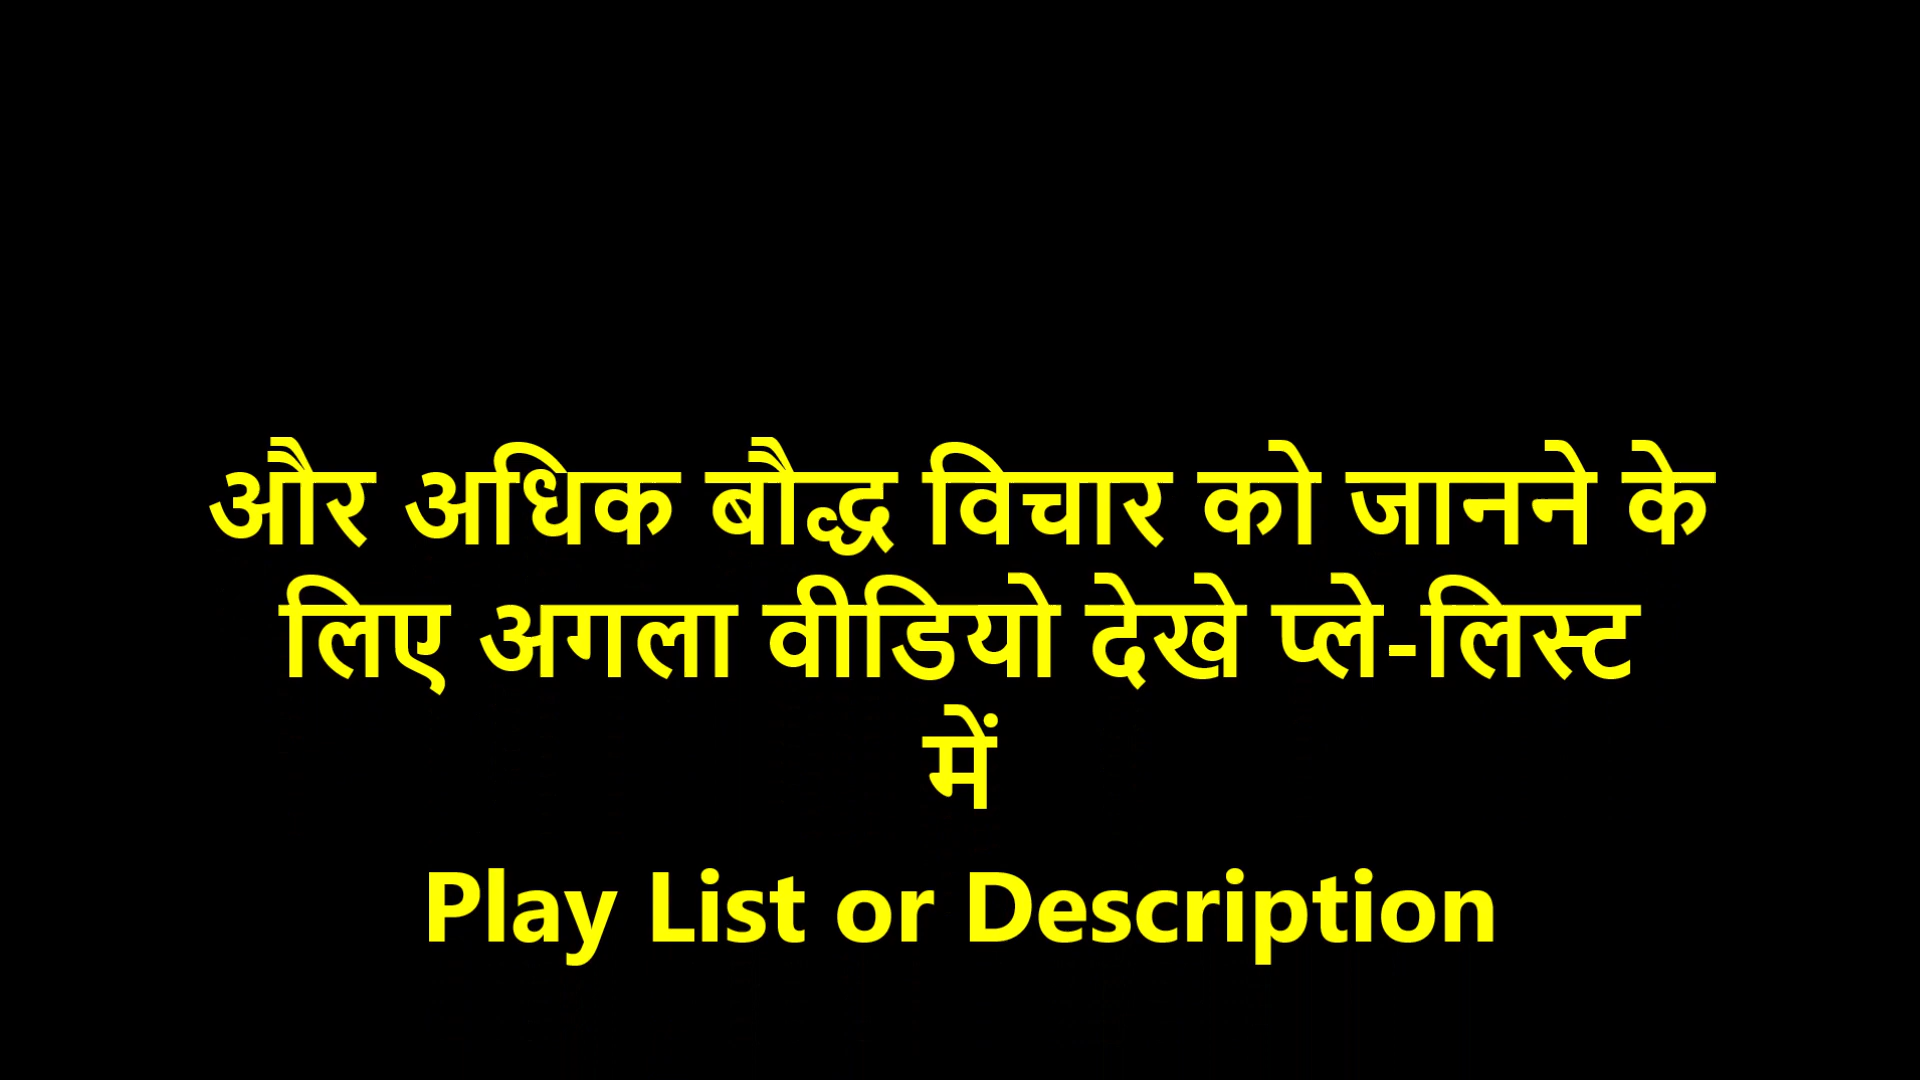 और अधिक बौद्ध विचार को जानने के
लिए अगला वीडियो देखे प्ले-लिस्ट
में
Play List or Description